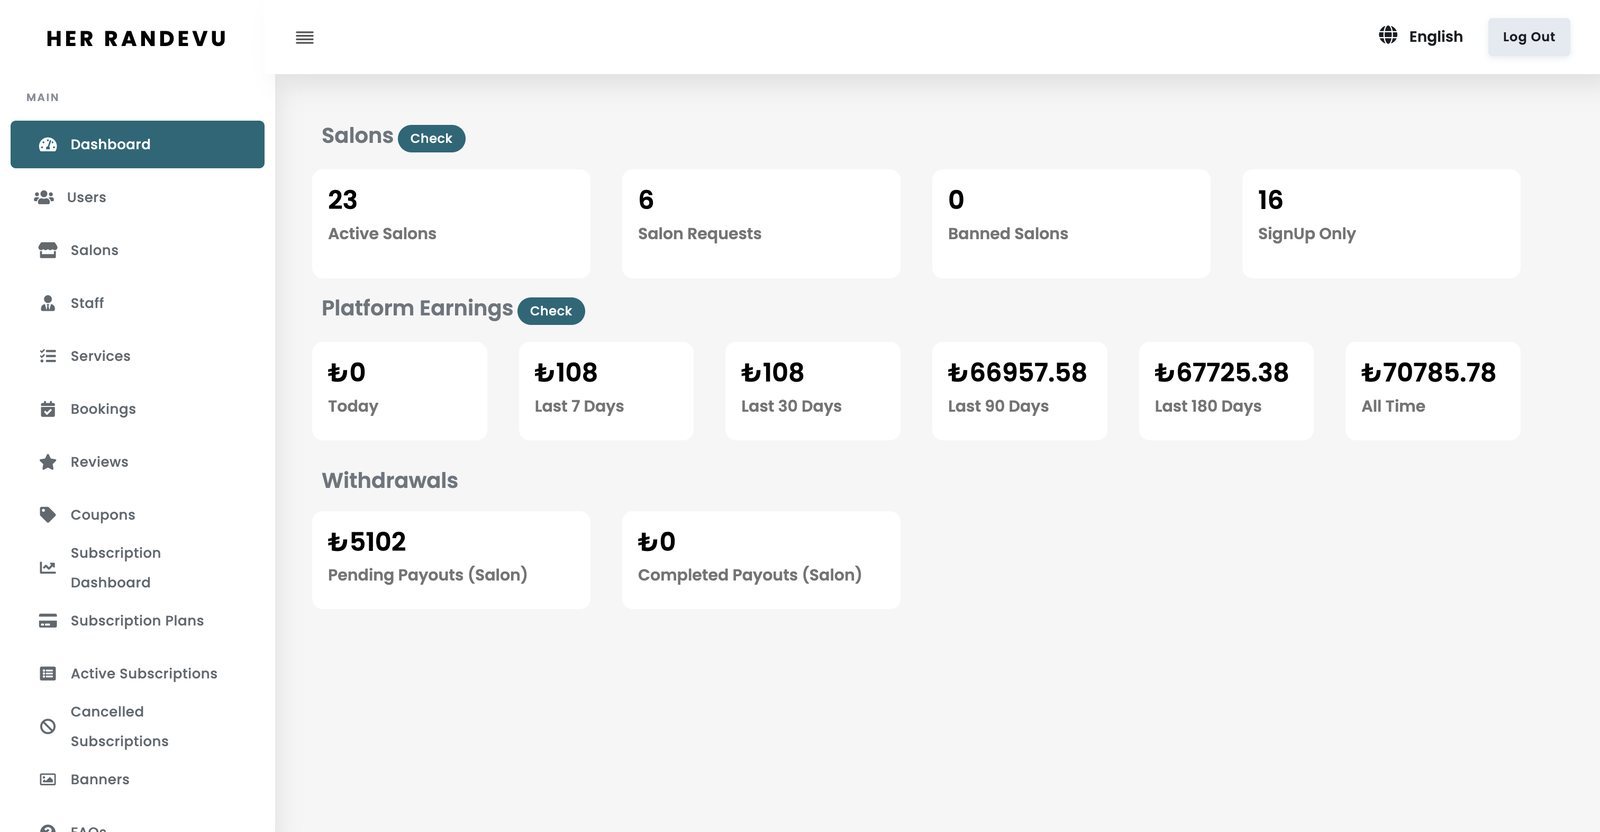 HER RANDEVU
English
Log Out
MAIN
Dashboard
Users
Salons
Staff
Services
Bookings
Reviews
Coupons
Subscription
Dashboard
Subscription Plans
Active Subscriptions
Cancelled
Subscriptions
Banners
FAQs
Salons Check
23
Active Salons
6
Salon Requests
0
Banned Salons
16
SignUp Only
Platform Earnings Check
₺0
Today
₺108
Last 7 Days
₺108
Last 30 Days
₺66957.58
Last 90 Days
₺67725.38
Last 180 Days
₺70785.78
All Time
Withdrawals
₺5102
Pending Payouts (Salon)
₺0
Completed Payouts (Salon)